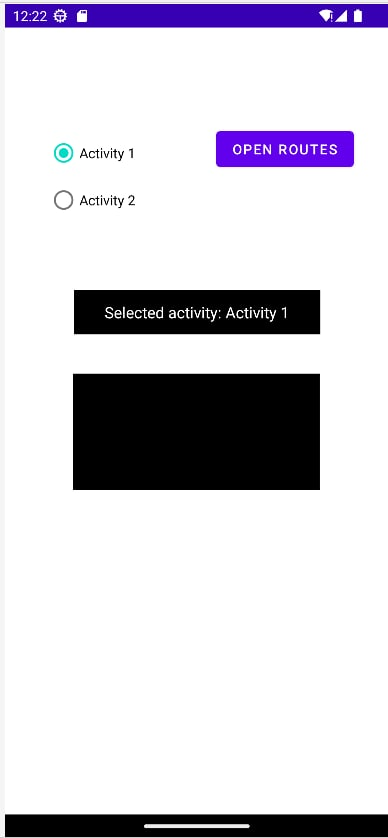 12:22
Activity 1
OPEN ROUTES
Activity 2
Selected activity: Activity 1